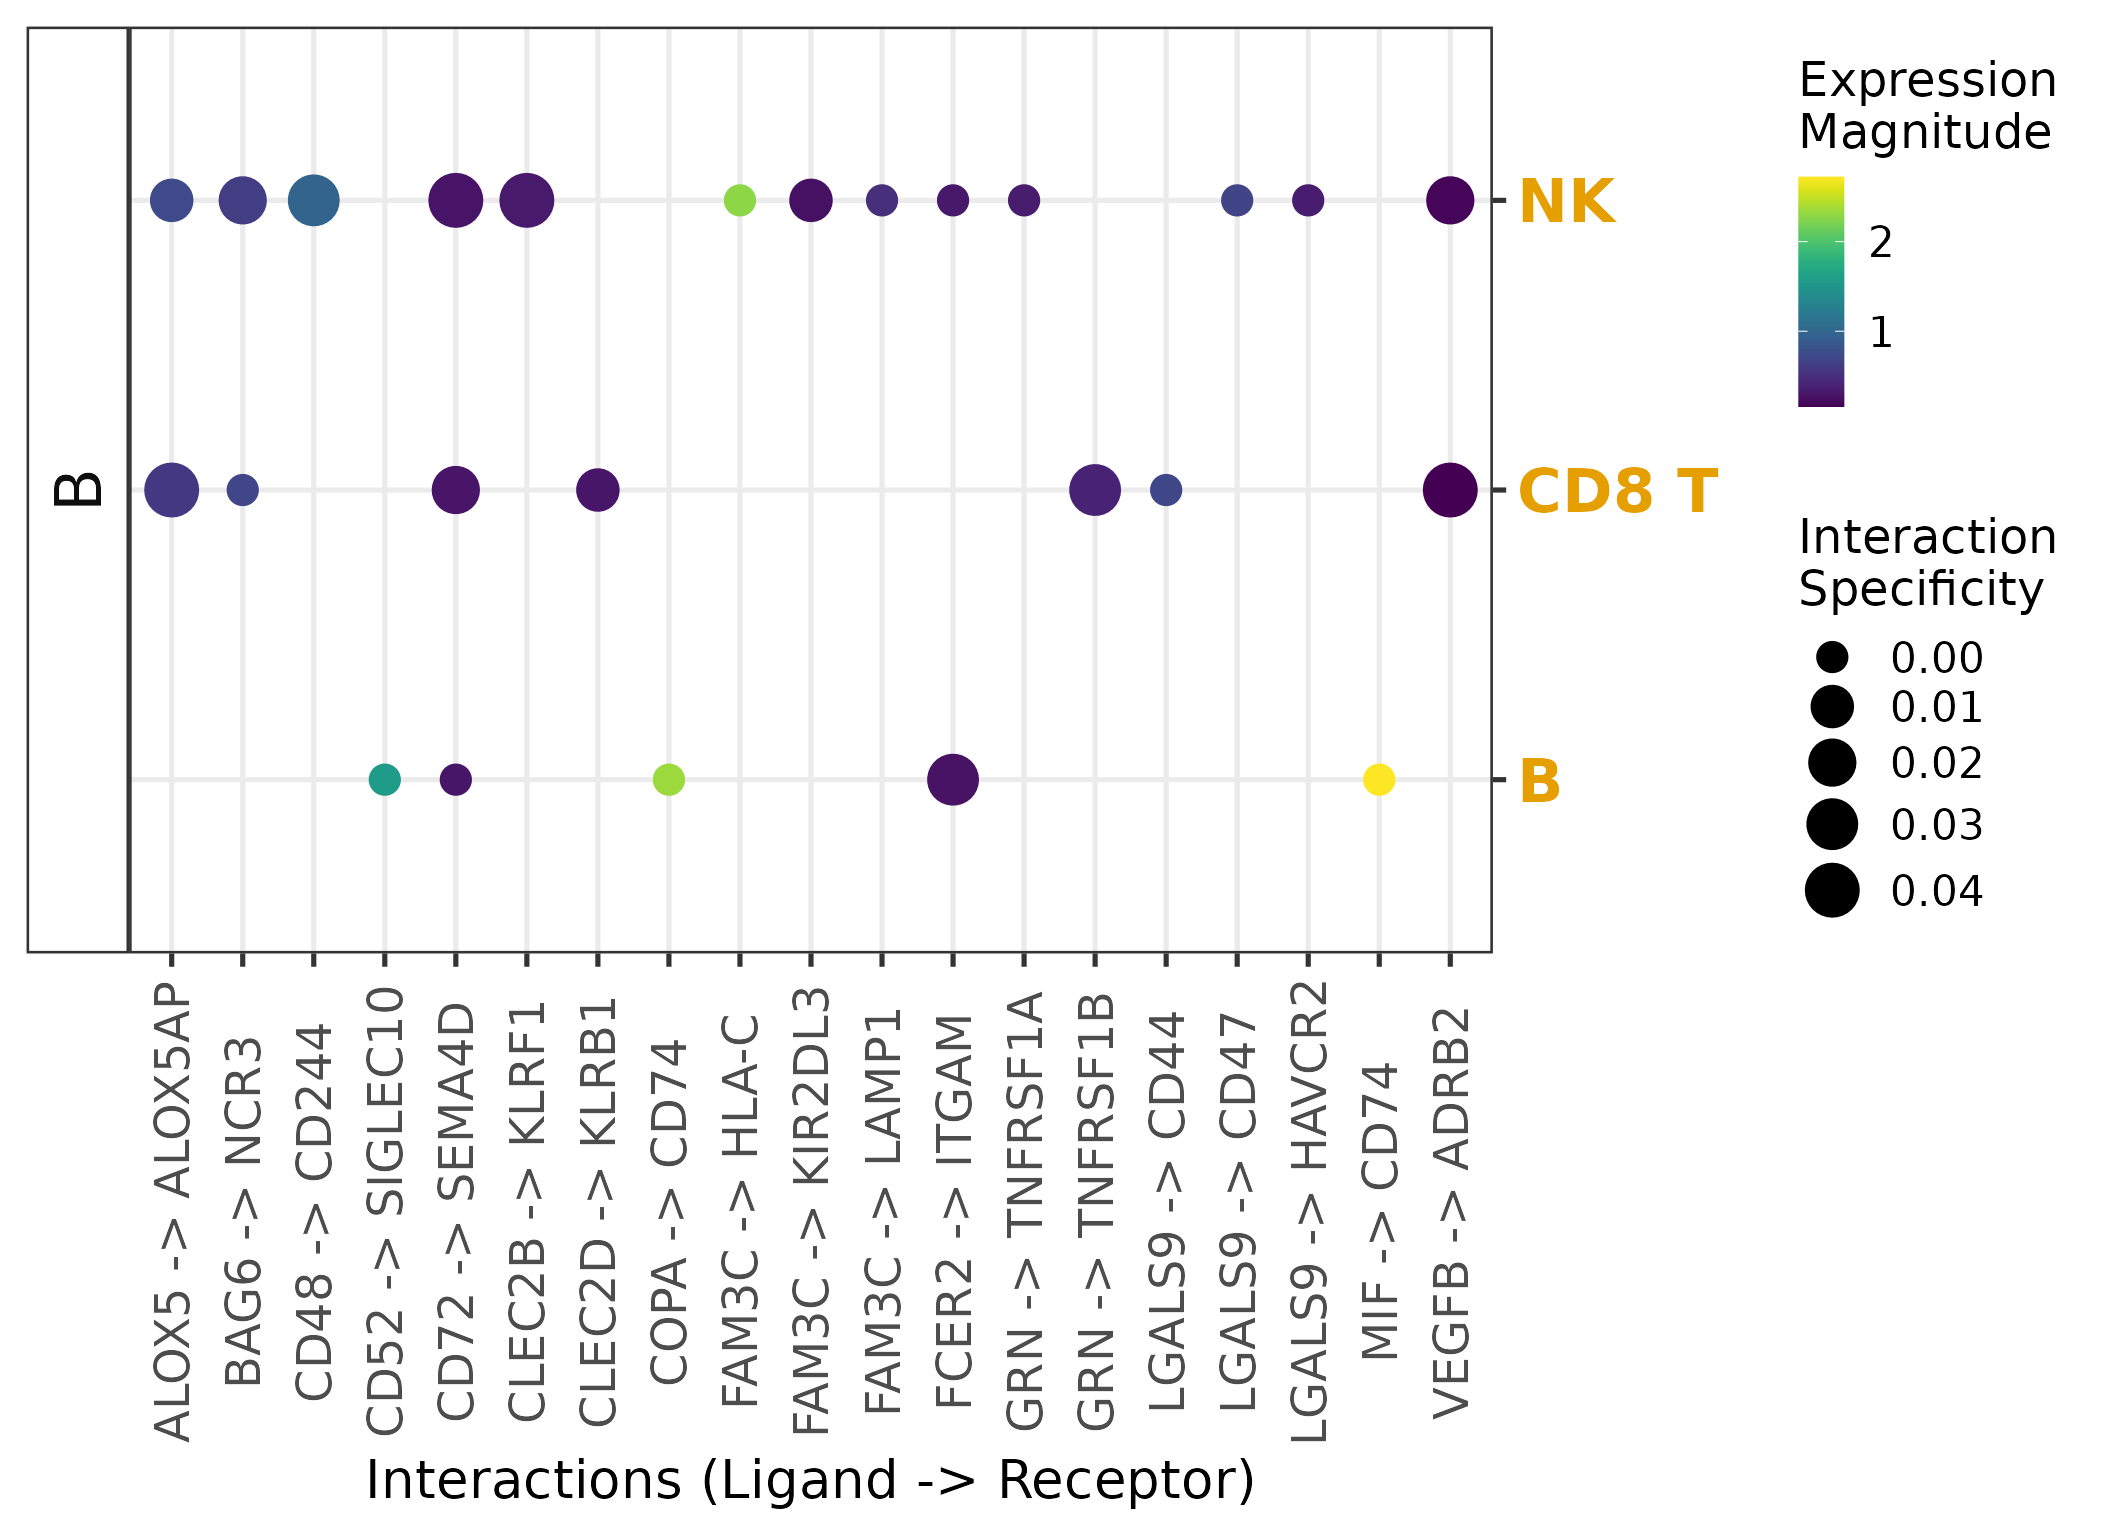 B
NK
CD8 T
B
ALOX5 -> ALOX5AP
BAG6 -> NCR3
CD48 -> CD244
CD52 -> SIGLEC10
CD72 -> SEMA4D
CLEC2B -> KLRF1
CLEC2D -> KLRB1
COPA -> CD74
FAM3C -> HLA-C
FAM3C -> KIR2DL3
FAM3C -> LAMP1
FCER2 -> ITGAM
GRN -> TNFRSF1A
GRN -> TNFRSF1B
LGALS9 -> CD44
LGALS9 -> CD47
LGALS9 -> HAVCR2
MIF -> CD74
VEGFB -> ADRB2
Interactions (Ligand -> Receptor)
Expression
Magnitude
2
1
Interaction
Specificity
0.00
0.01
0.02
0.03
0.04